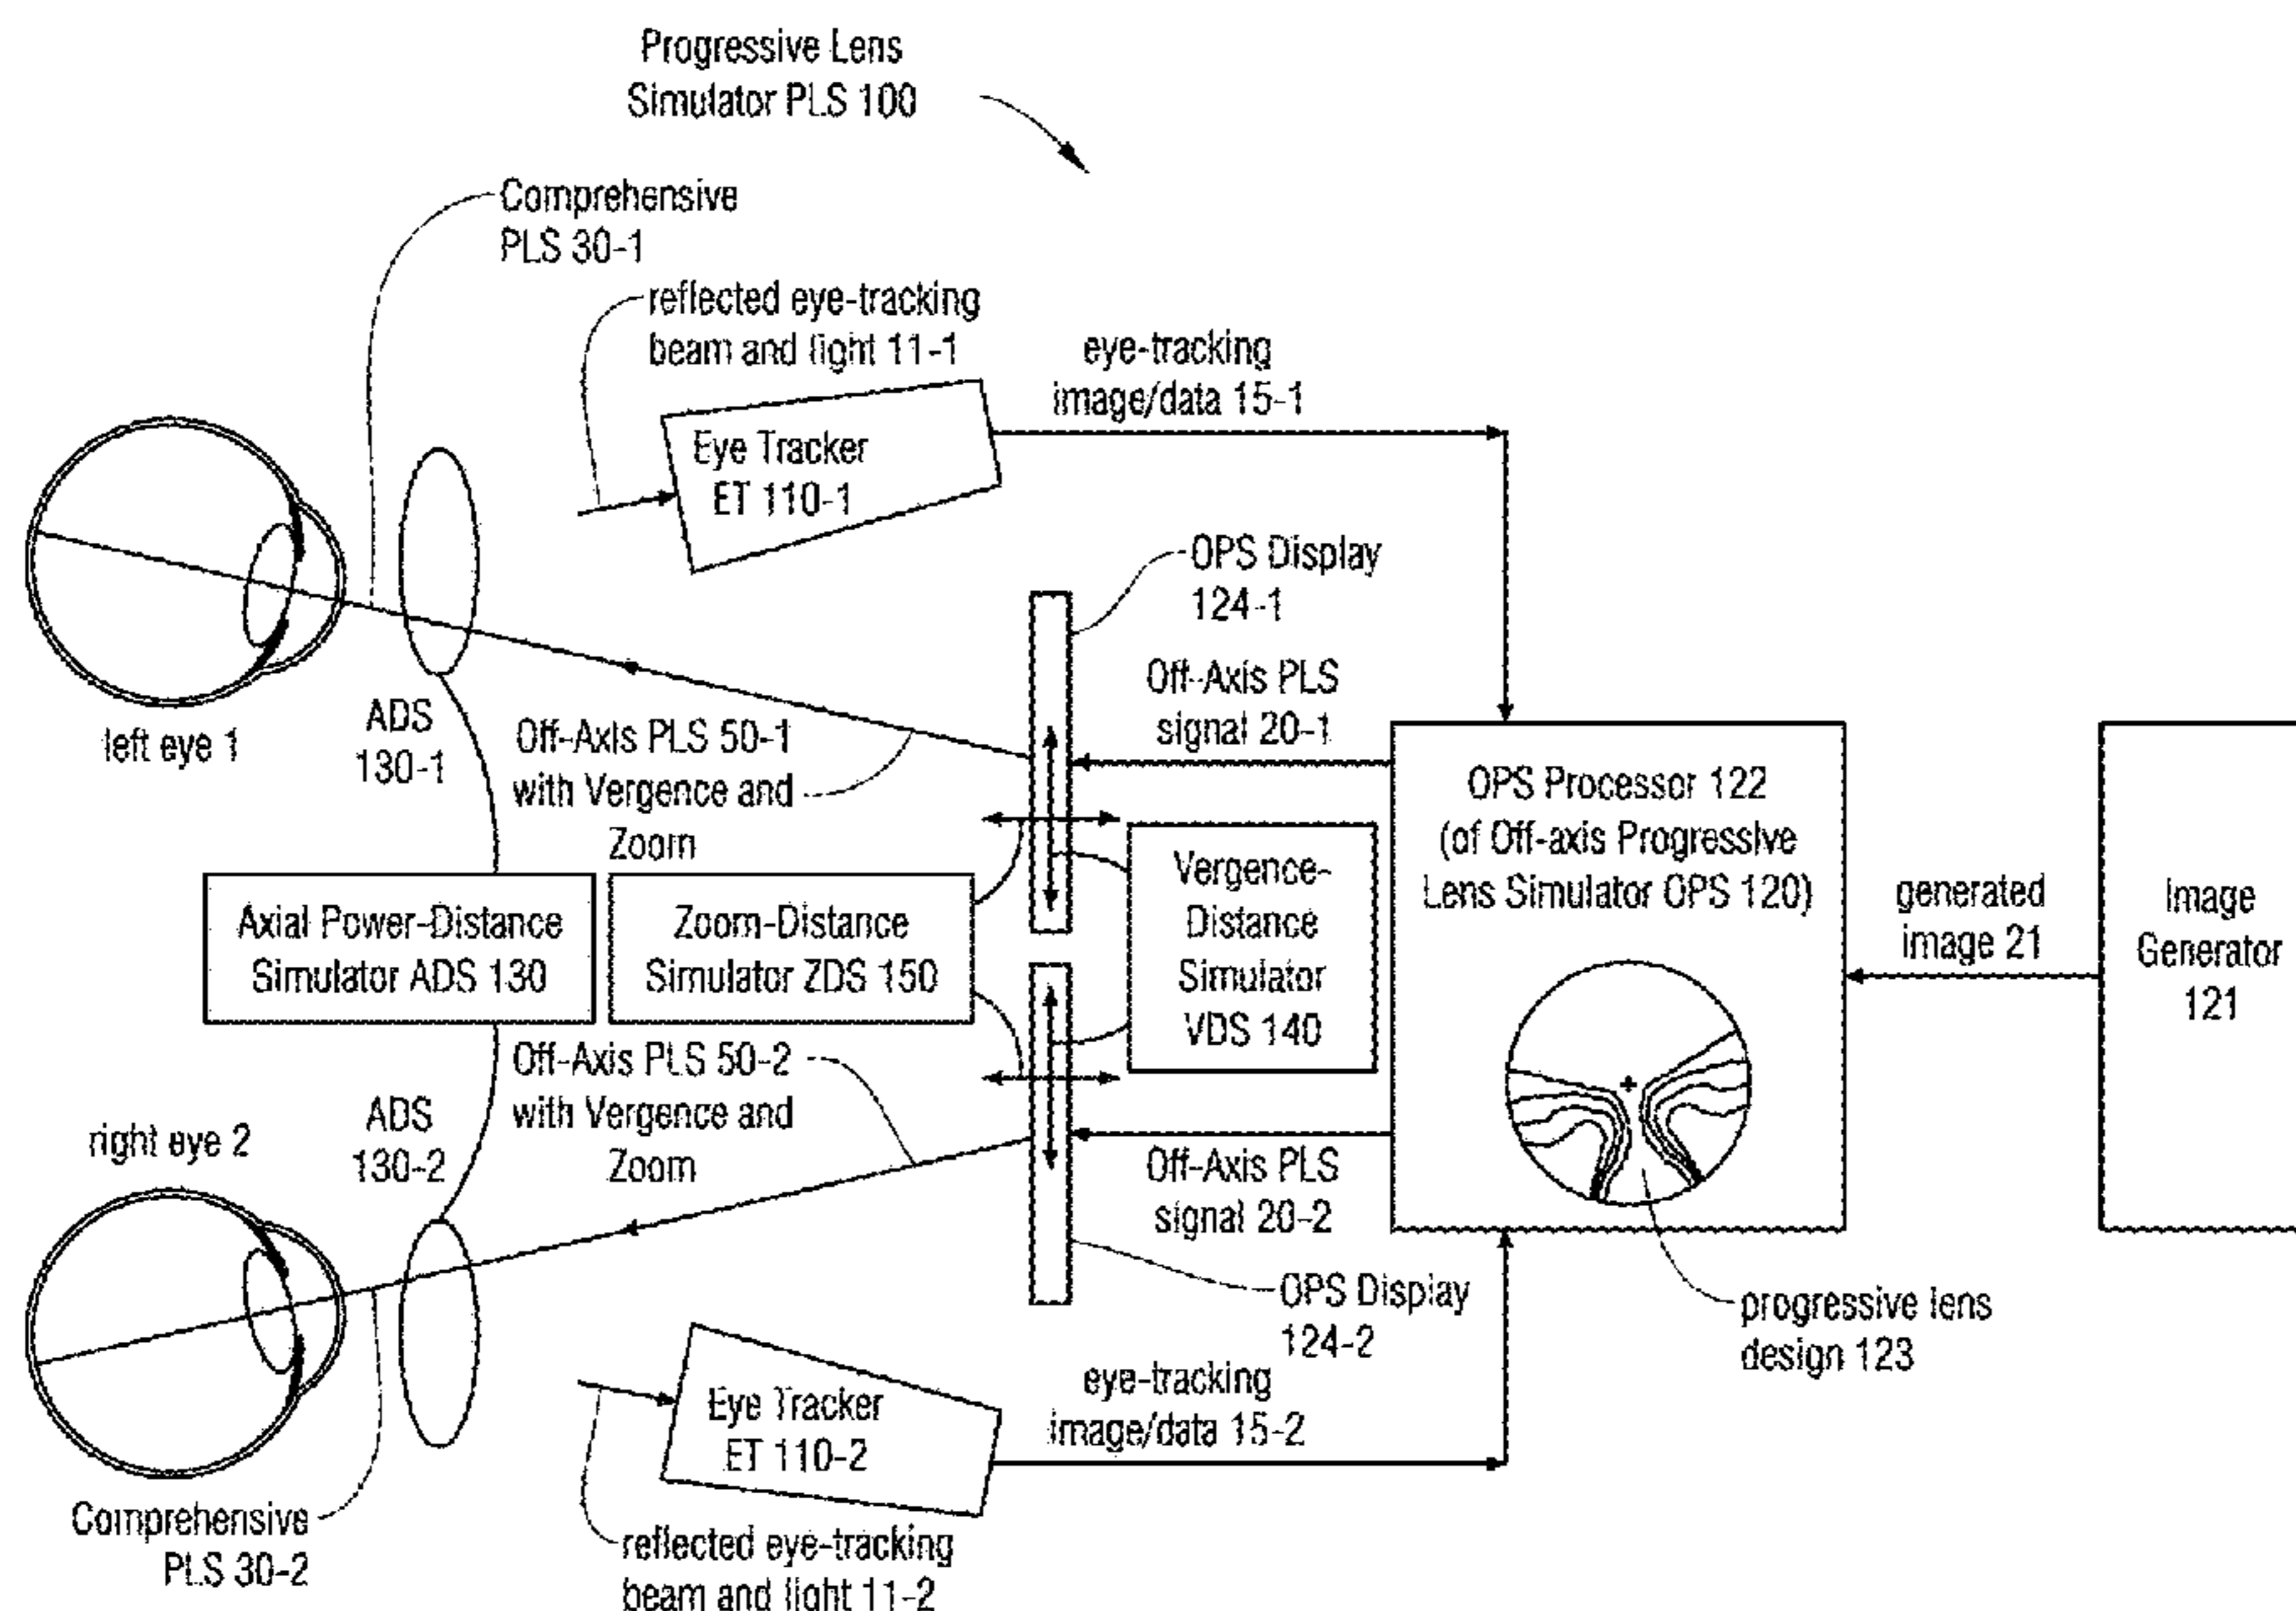 Progressive Lens
Simulator PLS 100
Comprehensive
PLS 30-1
reflected eye-tracking
beam and light 11-1
eye-tracking
image/data 15-1
Eye Tracker
ET 110-1
OPS Display
124-1
Off-Axis PLS
signal 20-1
left eye 1
ADS
130-1
Off-Axis PLS 50-1
with Vergence and
Zoom
OPS Processor 122
(of Off-axis Progressive
Lens Simulator OPS 120)
Vergence-
Distance
Simulator
VDS 140
generated
image 21
Image
Generator
121
Axial Power-Distance
Simulator ADS 130
Zoom-Distance
Simulator ZDS 150
Off-Axis PLS 50-2
with Vergence and
Zoom
right eye 2
ADS
130-2
Off-Axis PLS
signal 20-2
OPS Display
124-2
progressive lens
design 123
eye-tracking
image/data 15-2
Eye Tracker
ET 110-2
Comprehensive
PLS 30-2
reflected eye-tracking
beam and light 11-2